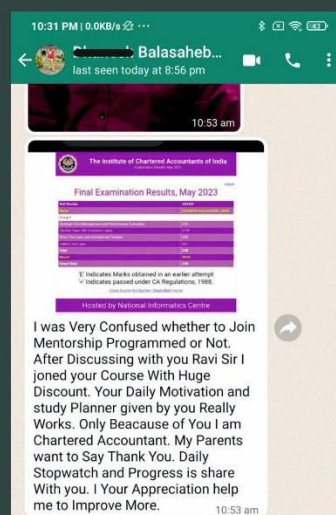 10:31 PM | 0.0KB/s
Balasaheb...
last seen today at 8:56 pm
10:53 am
The Institute of Chartered Accountants of India
Final Examination Results, May 2023
Total
Result
'E' Indicates Marks obtained in an earlier attempt
Indicates passed under CA Regulations, 1988.
Hosted by National Informatics Centre
I was Very Confused whether to Join
Mentorship Programmed or Not.
After Discussing with you Ravi Sir I
joned your Course With Huge
Discount. Your Daily Motivation and
study Planner given by you Really
Works. Only Beacause of You I am
Chartered Accountant. My Parents
want to Say Thank You. Daily
Stopwatch and Progress is share
With you. I Your Appreciation help
me to Improve More.
10:53 am